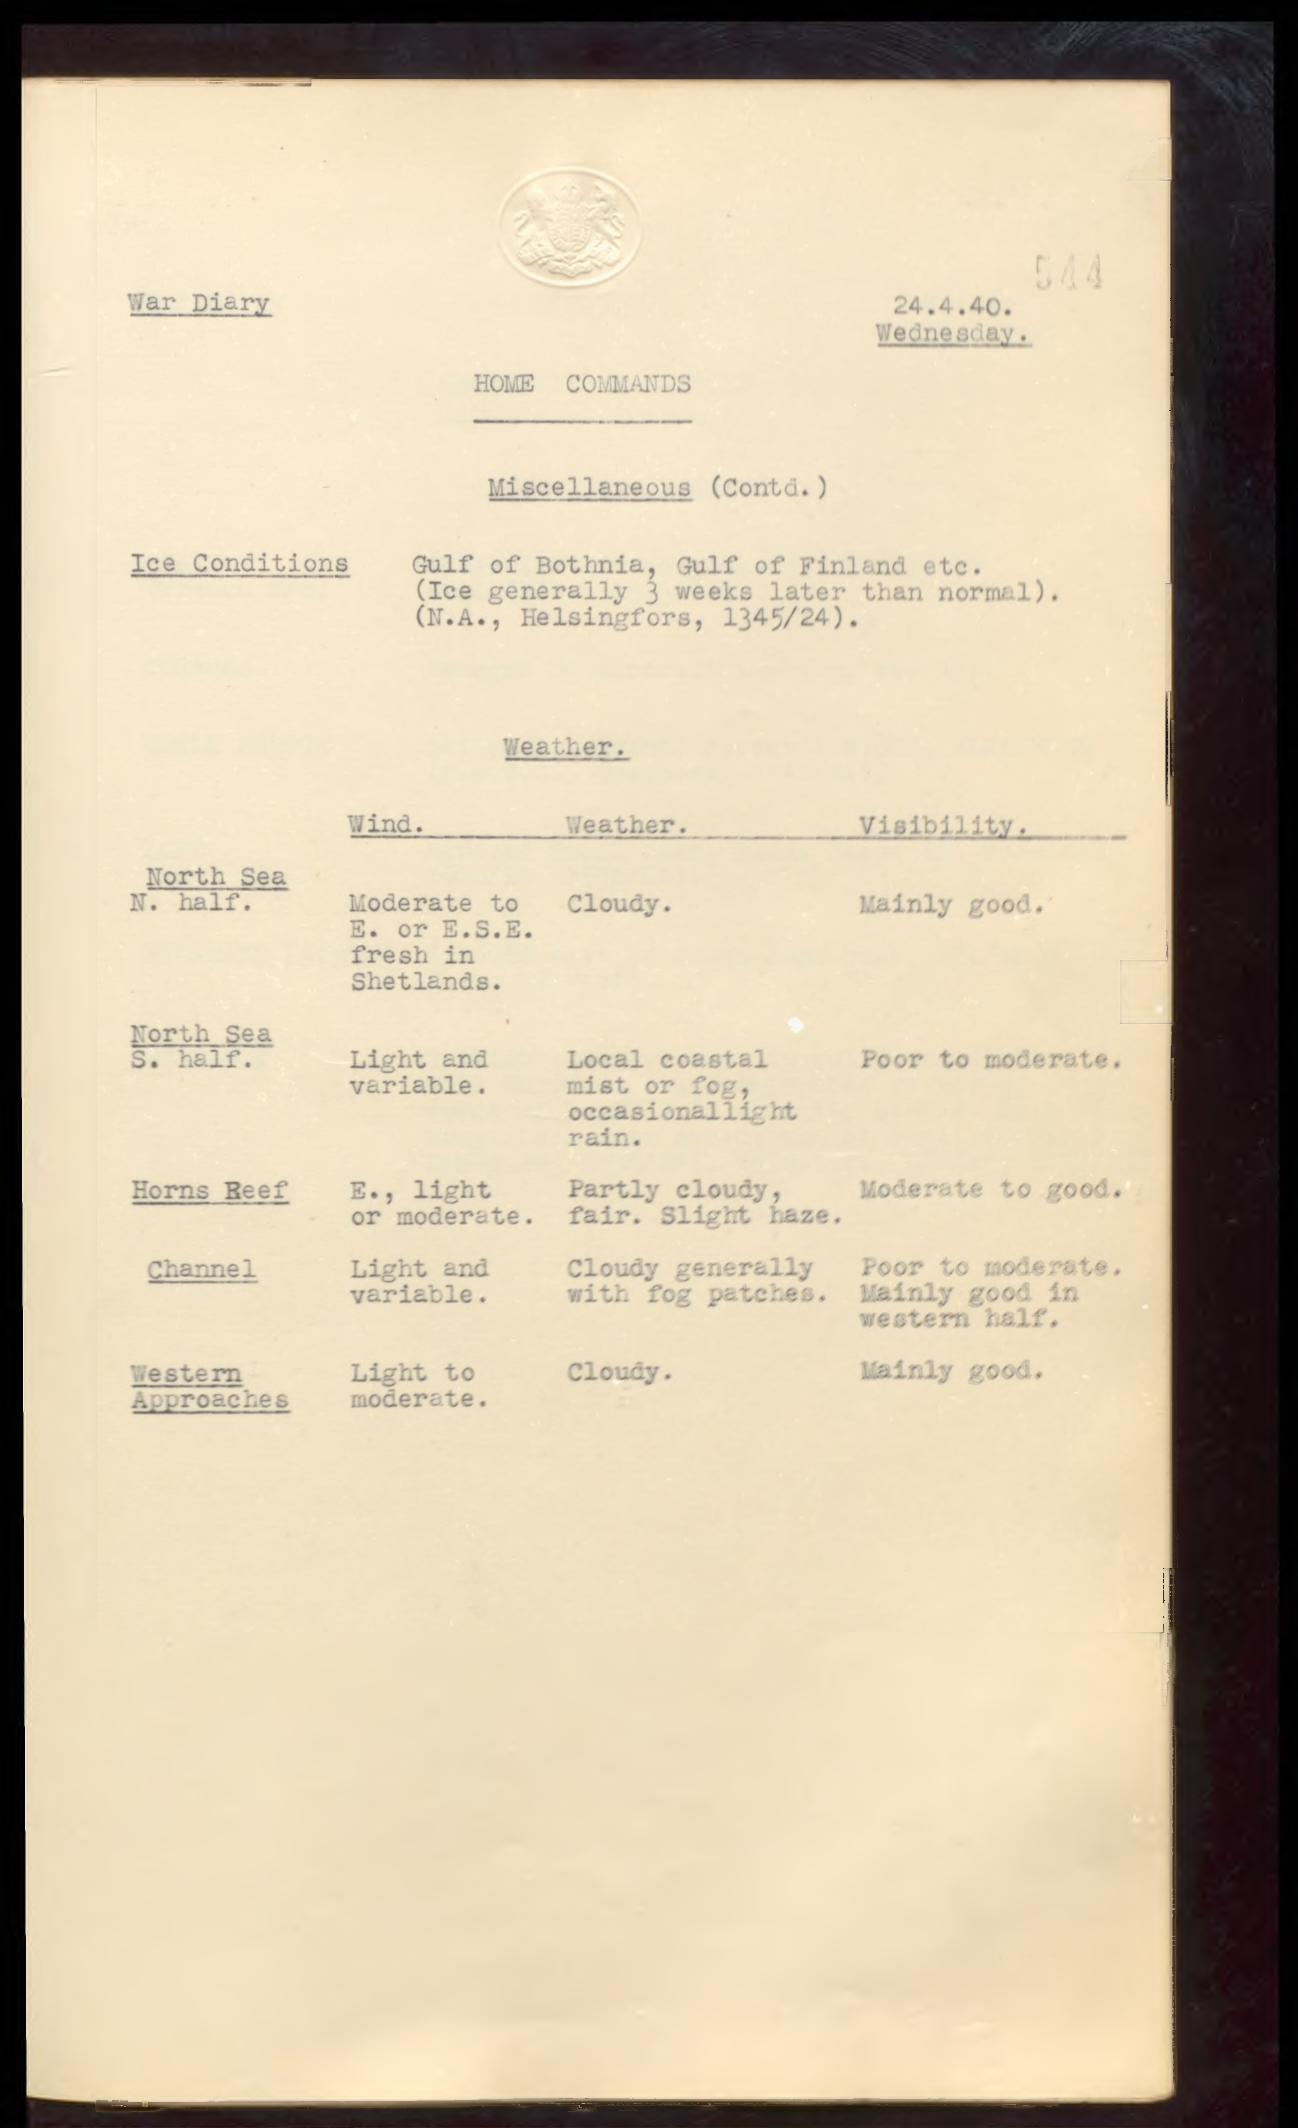 544
War Diary 24.4.40.
Wednesday.
HOME COMMANDS
Miscellaneous (Contd.)
Ice Conditions Gulf of Bothnia, Gulf of Finland etc.
(Ice generally 3 weeks later than normal).
(N.A., Helsingfors, 1345/24).
Weather.
Wind. Weather. Visibility.
North Sea
N. half. Moderate to Cloudy. Mainly good.
E. or E.S.E.
fresh in
Shetlands.
North Sea
S. half. Light and Local coastal Poor to moderate.
variable. mist or fog,
occasionallight
rain.
Horns Reef E., light Partly cloudy, Moderate to good.
or moderate. fair. Slight haze.
Channel Light and Cloudy generally Poor to moderate.
variable. with fog patches. Mainly good in
western half.
Western Light to Cloudy. Mainly good.
Approaches moderate.